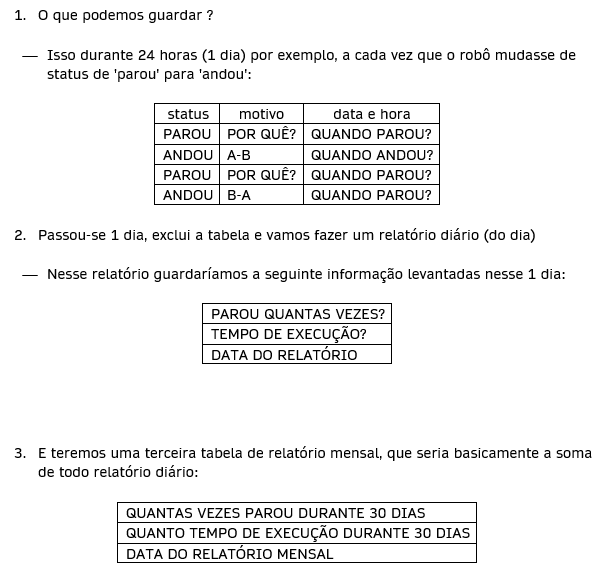 1. O que podemos guardar ?
— Isso durante 24 horas (1 dia) por exemplo, a cada vez que o robô mudasse de
status de 'parou' para 'andou':
status motivo data e hora
PAROU POR QUÊ? QUANDO PAROU?
ANDOU A-B QUANDO ANDOU?
PAROU POR QUÊ? QUANDO PAROU?
ANDOU B-A QUANDO PAROU?
2. Passou-se 1 dia, exclui a tabela e vamos fazer um relatório diário (do dia)
— Nesse relatório guardaríamos a seguinte informação levantadas nesse 1 dia:
PAROU QUANTAS VEZES?
TEMPO DE EXECUÇÃO?
DATA DO RELATÓRIO
3. E teremos uma terceira tabela de relatório mensal, que seria basicamente a soma
de todo relatório diário:
QUANTAS VEZES PAROU DURANTE 30 DIAS
QUANTO TEMPO DE EXECUÇÃO DURANTE 30 DIAS
DATA DO RELATÓRIO MENSAL